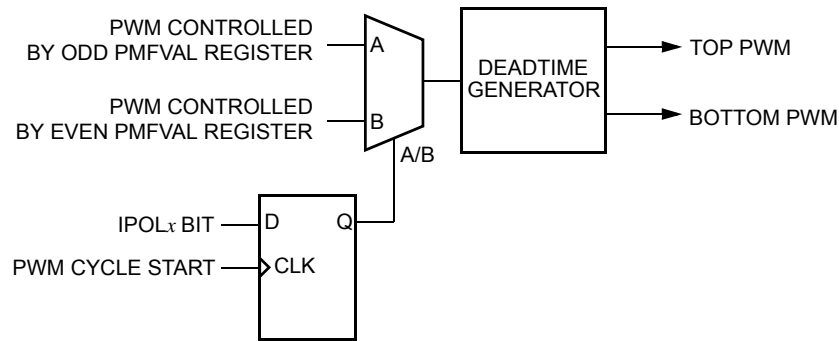 PWM CONTROLLED
BY ODD PMFVAL REGISTER
A
DEADTIME
GENERATOR
TOP PWM
PWM CONTROLLED
BY EVEN PMFVAL REGISTER
B
BOTTOM PWM
A/B
IPOLx BIT
D
Q
PWM CYCLE START
CLK